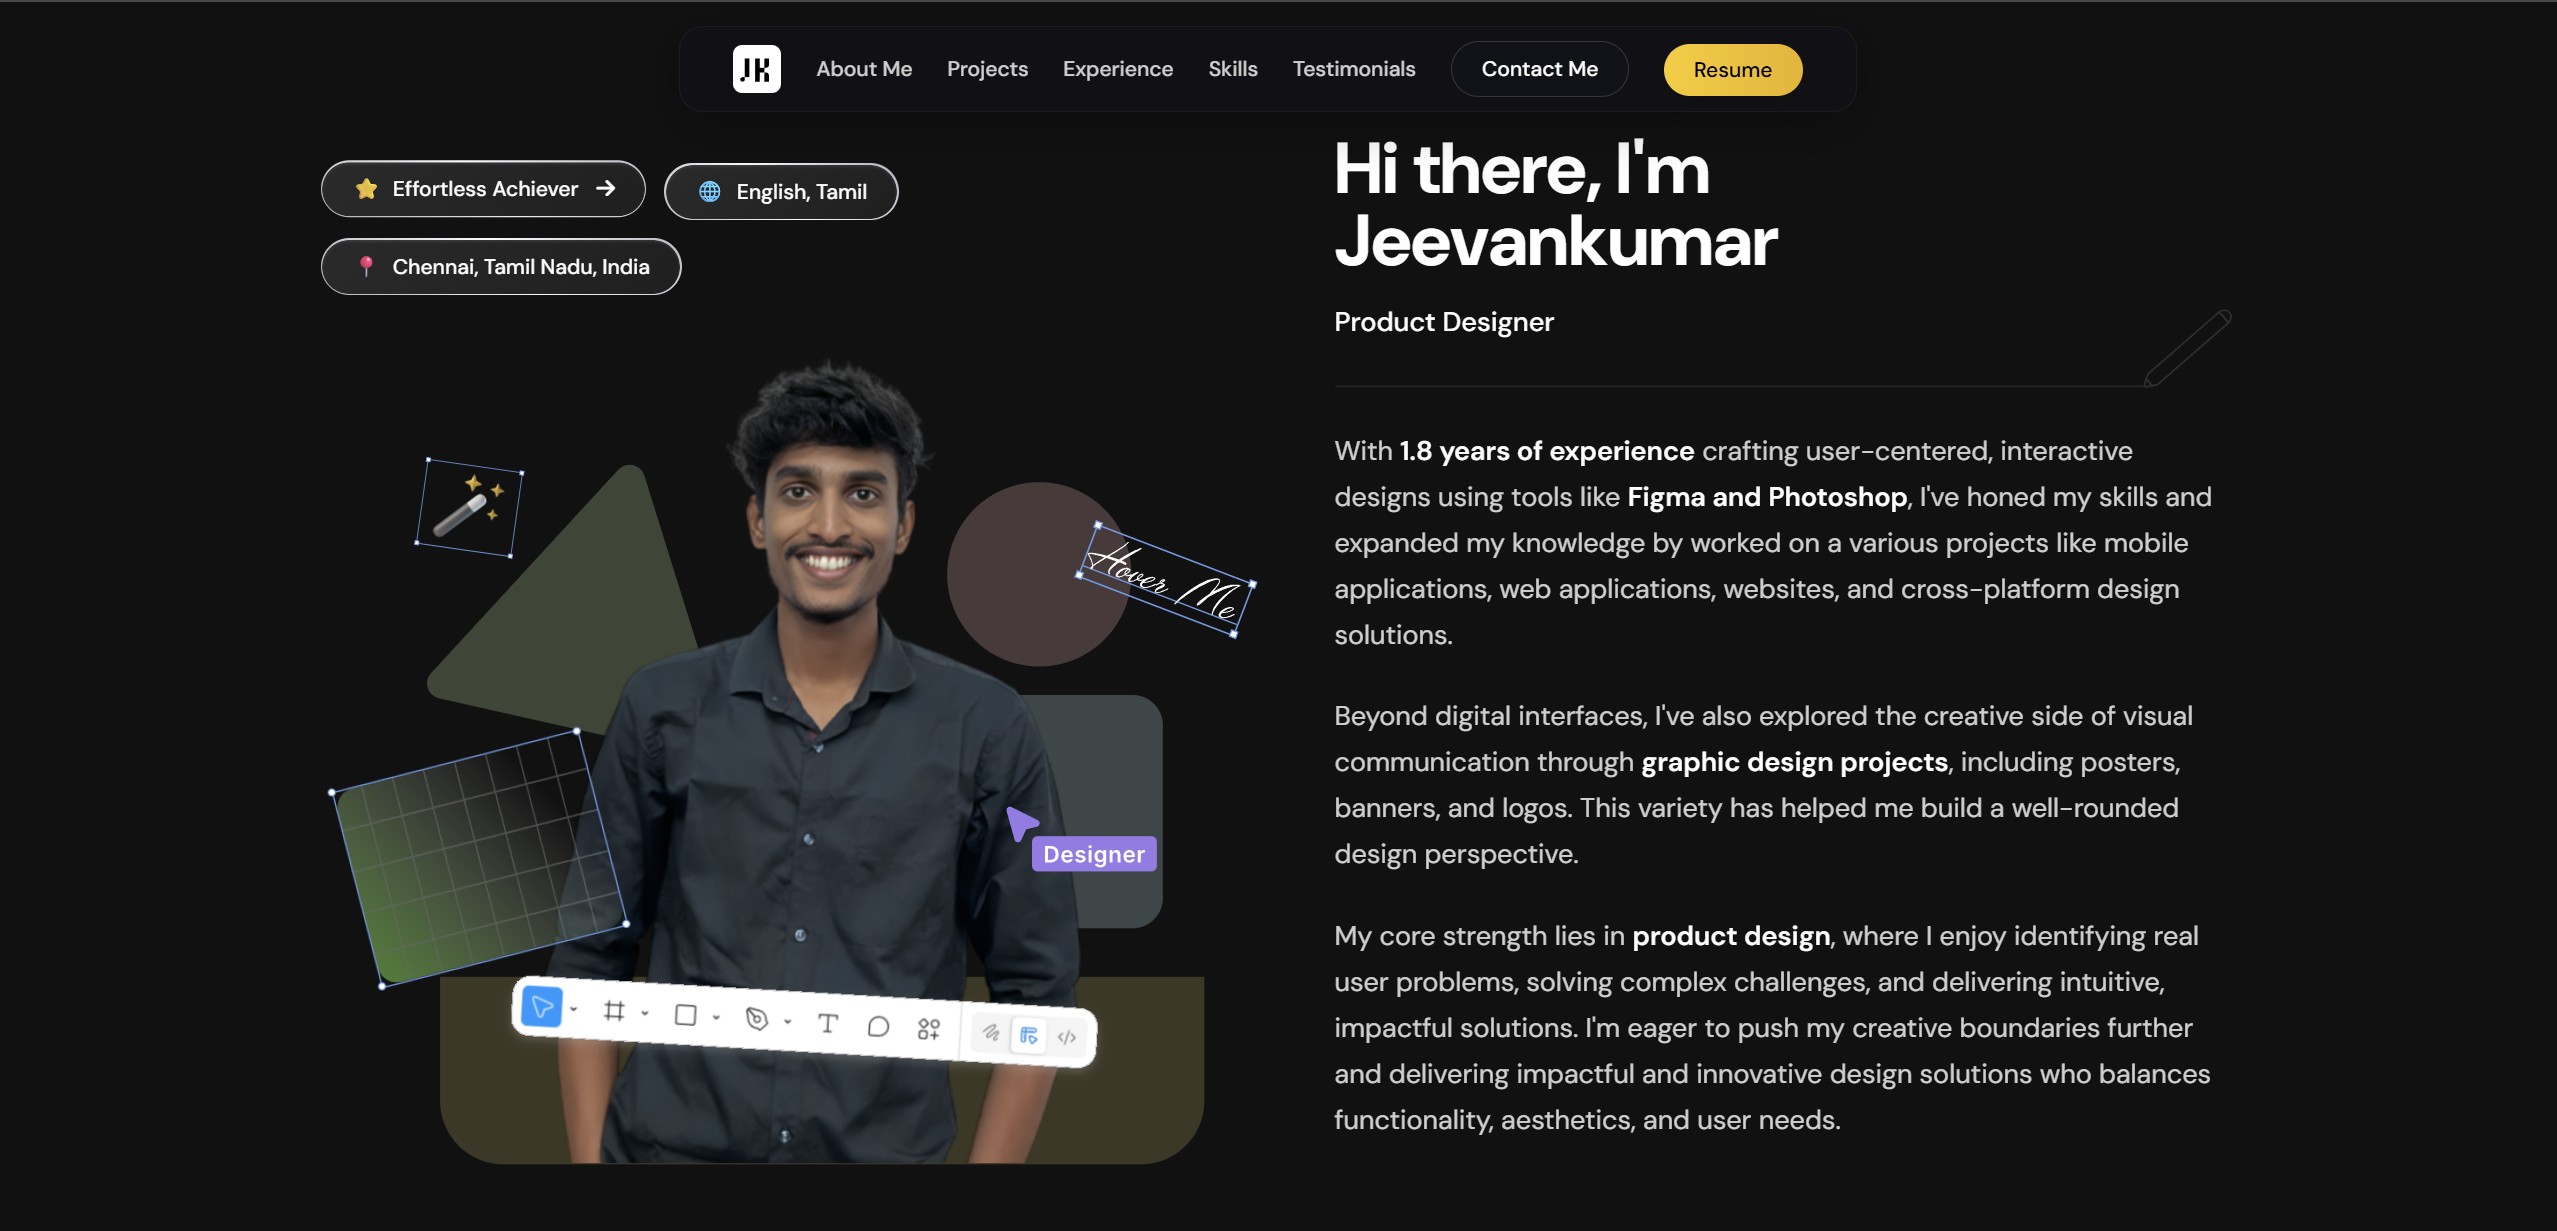 JK
About Me
Projects
Experience
Skills
Testimonials
Contact Me
Resume
Effortless Achiever
English, Tamil
Chennai, Tamil Nadu, India
Hover Me
Designer
T
</>
Hi there, I'm
Jeevankumar
Product Designer
With 1.8 years of experience crafting user-centered, interactive
designs using tools like Figma and Photoshop, I've honed my skills and
expanded my knowledge by worked on a various projects like mobile
applications, web applications, websites, and cross-platform design
solutions.
Beyond digital interfaces, I've also explored the creative side of visual
communication through graphic design projects, including posters,
banners, and logos. This variety has helped me build a well-rounded
design perspective.
My core strength lies in product design, where I enjoy identifying real
user problems, solving complex challenges, and delivering intuitive,
impactful solutions. I'm eager to push my creative boundaries further
and delivering impactful and innovative design solutions who balances
functionality, aesthetics, and user needs.